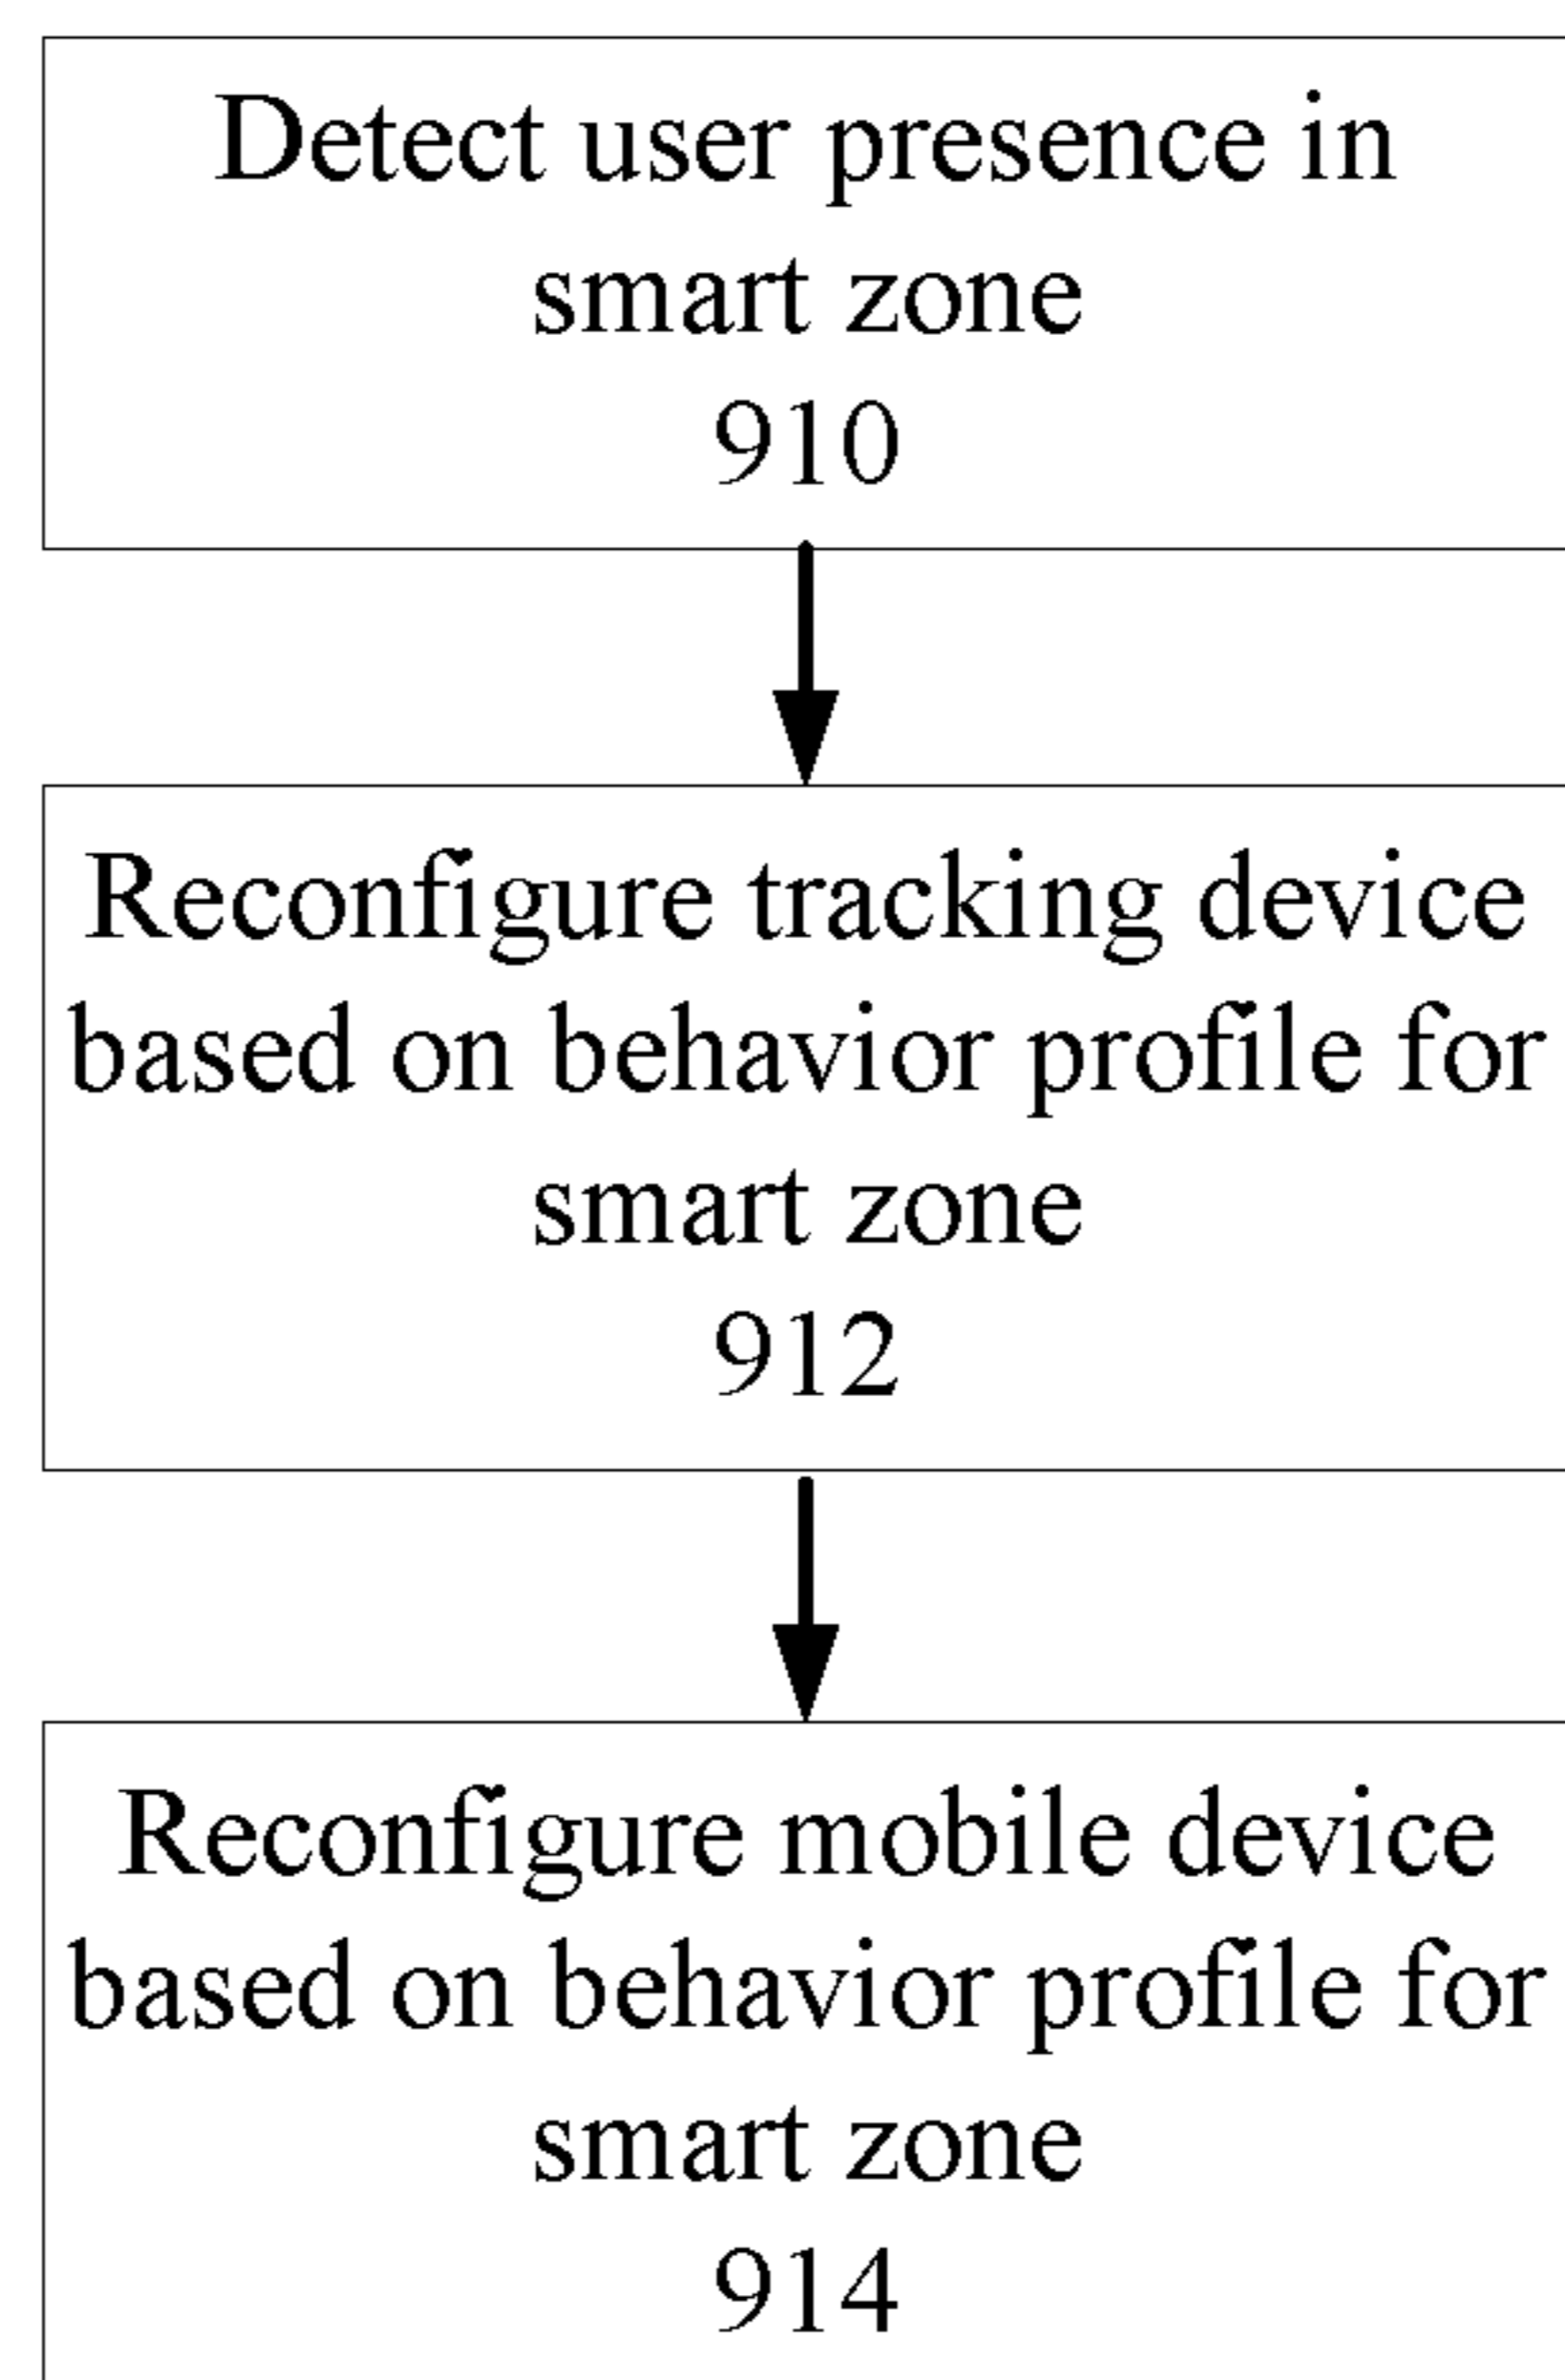 Detect user presence in
smart zone
910
Reconfigure tracking device
based on behavior profile for
smart zone
912
Reconfigure mobile device
based on behavior profile for
smart zone
914